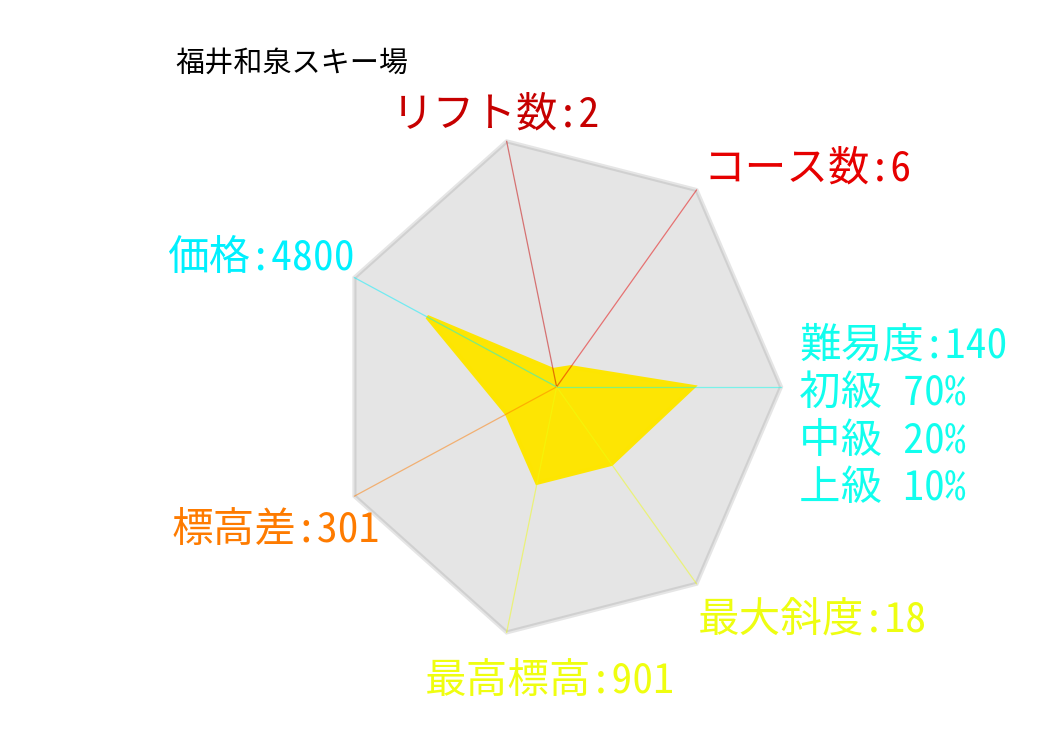 福井和泉スキー場
リフト数:2
コース数:6
価格:4800
難易度:140
初級 70%
中級 20%
上級 10%
標高差:301
最大斜度:18
最高標高:901